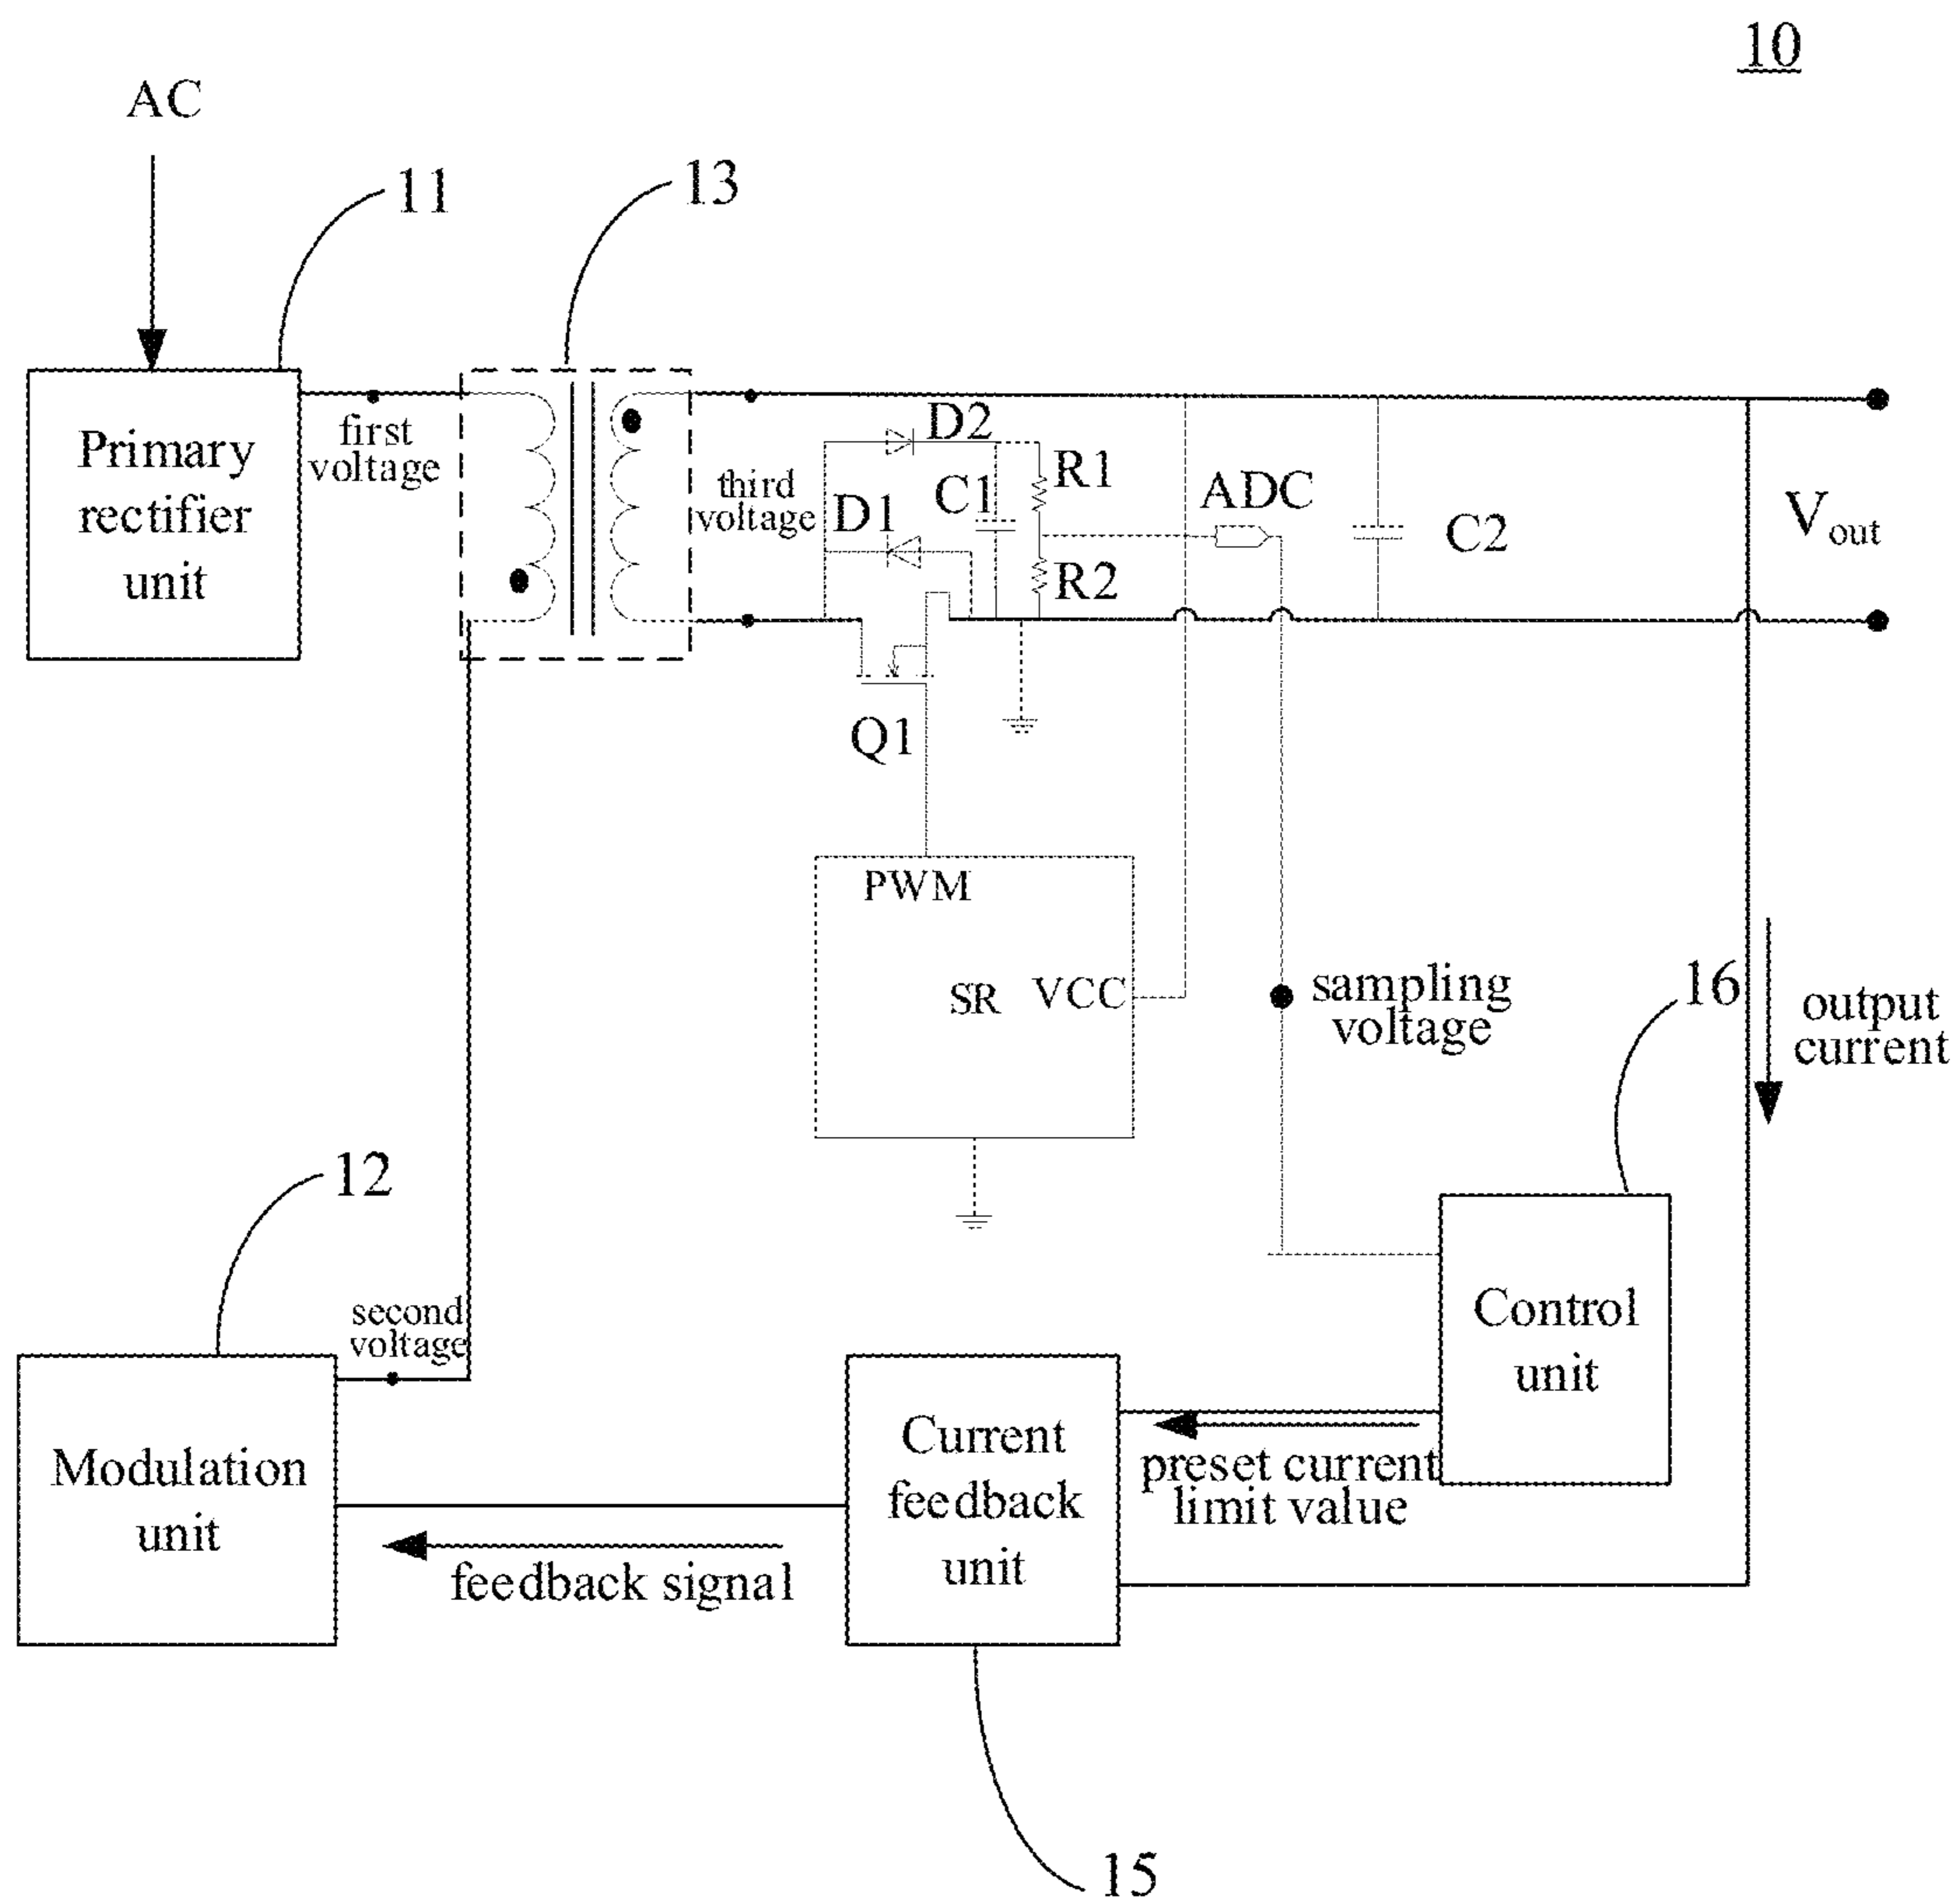 10
AC
11
13
Primary
rectifier
unit
first
voltage
third
voltage
D2
D1
C1
R1
R2
ADC
C2
Vout
Q1
PWM
SR
VCC
sampling
voltage
16
output
current
12
second
voltage
Control
unit
Modulation
unit
Current
feedback
unit
preset current
limit value
feedback signal
15